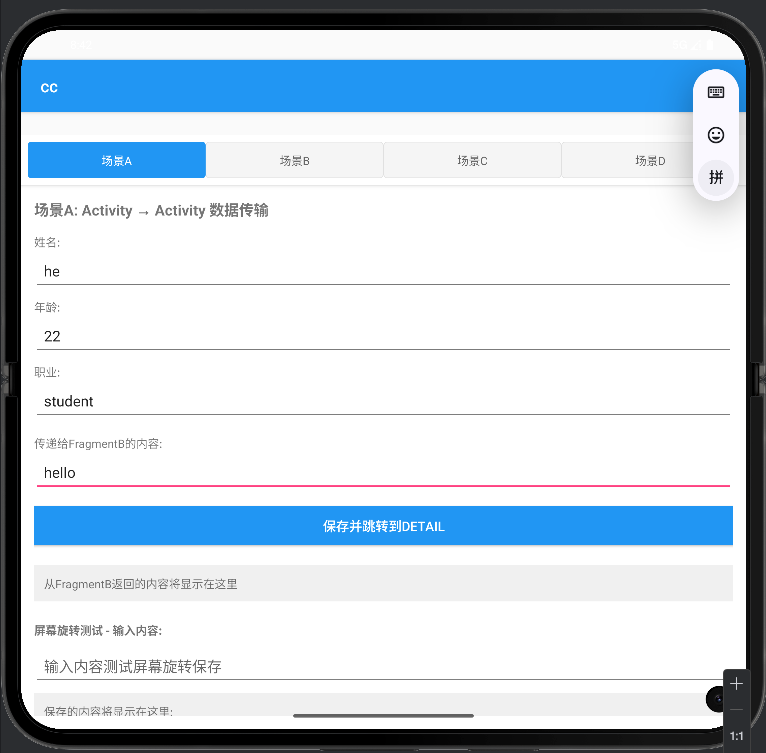 CC
场景A
场景B
场景C
场景D
拼
场景A: Activity → Activity 数据传输
姓名:
he
年龄:
22
职业:
student
传递给FragmentB的内容:
hello
保存并跳转到DETAIL
从FragmentB返回的内容将显示在这里
屏幕旋转测试 - 输入内容:
输入内容测试屏幕旋转保存
保存的内容将显示在这里:
1:1